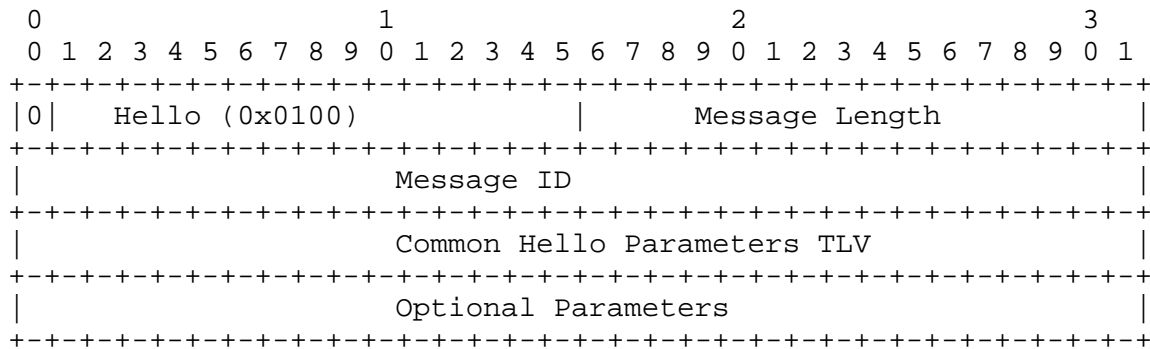 0                   1                   2                   3
 0 1 2 3 4 5 6 7 8 9 0 1 2 3 4 5 6 7 8 9 0 1 2 3 4 5 6 7 8 9 0 1
+-+-+-+-+-+-+-+-+-+-+-+-+-+-+-+-+-+-+-+-+-+-+-+-+-+-+-+-+-+-+-+-+
|0|   Hello (0x0100)            |      Message Length           |
+-+-+-+-+-+-+-+-+-+-+-+-+-+-+-+-+-+-+-+-+-+-+-+-+-+-+-+-+-+-+-+-+
|                     Message ID                                |
+-+-+-+-+-+-+-+-+-+-+-+-+-+-+-+-+-+-+-+-+-+-+-+-+-+-+-+-+-+-+-+-+
|                     Common Hello Parameters TLV               |
+-+-+-+-+-+-+-+-+-+-+-+-+-+-+-+-+-+-+-+-+-+-+-+-+-+-+-+-+-+-+-+-+
|                     Optional Parameters                       |
+-+-+-+-+-+-+-+-+-+-+-+-+-+-+-+-+-+-+-+-+-+-+-+-+-+-+-+-+-+-+-+-+